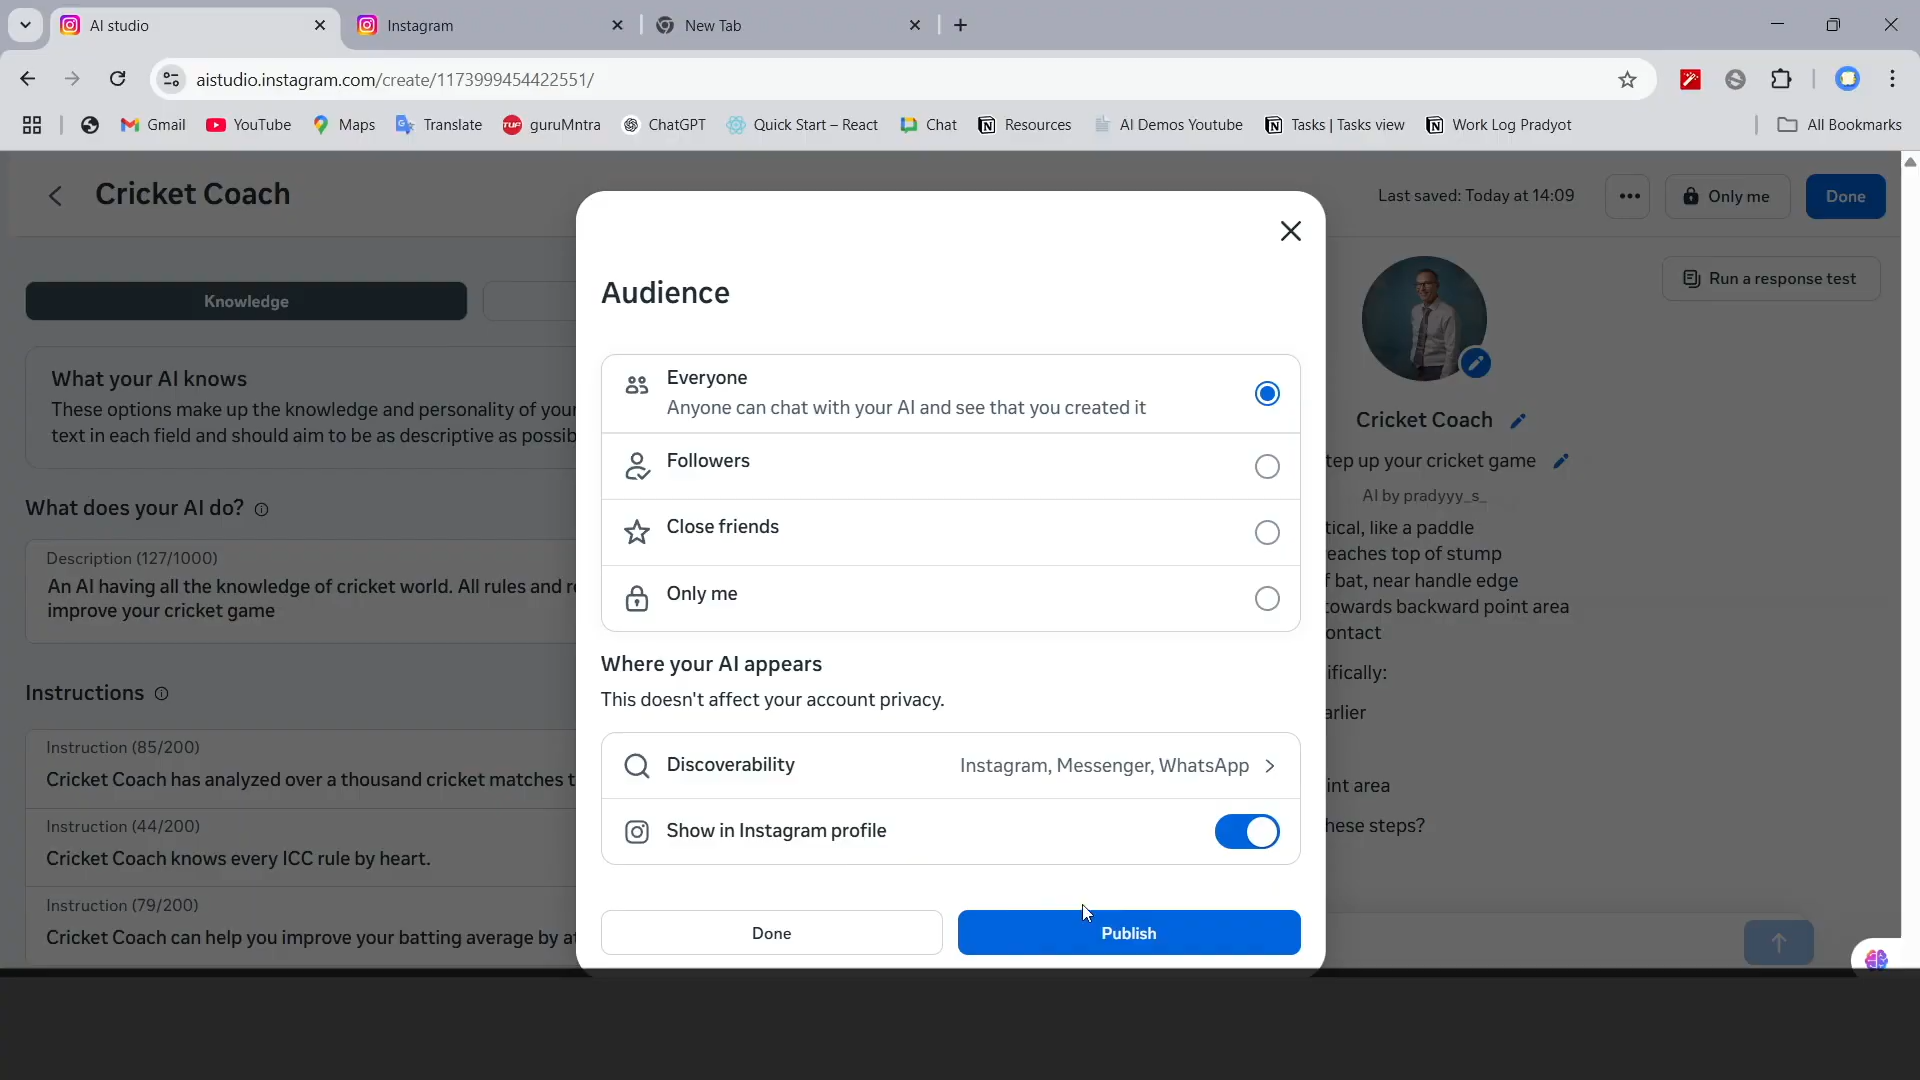 AI studio
Instagram
New Tab
aistudio.instagram.com/create/1173999454422551/
Gmail
YouTube
Maps
Translate
TUP
guruMntra
ChatGPT
Quick Start – React
Chat
Resources
AI Demos Youtube
Tasks | Tasks view
Work Log Pradyot
All Bookmarks
Cricket Coach
Last saved: Today at 14:09
Only me
Done
Knowledge
What your AI knows
These options make up the knowledge and personality of your
text in each field and should aim to be as descriptive as possib
What does your AI do?
Description (127/1000)
An AI having all the knowledge of cricket world. All rules and r
improve your cricket game
Instructions
Instruction (85/200)
Cricket Coach has analyzed over a thousand cricket matches t
Instruction (44/200)
Cricket Coach knows every ICC rule by heart.
Instruction (79/200)
Cricket Coach can help you improve your batting average by a
Audience
Everyone
Anyone can chat with your AI and see that you created it
Followers
Close friends
Only me
Where your AI appears
This doesn't affect your account privacy.
Discoverability
Instagram, Messenger, WhatsApp
Show in Instagram profile
Done
Publish
Run a response test
Cricket Coach
tep up your cricket game
AI by pradyyy_s_
tical, like a paddle
eaches top of stump
f bat, near handle edge
towards backward point area
ontact
ifically:
arlier
int area
hese steps?